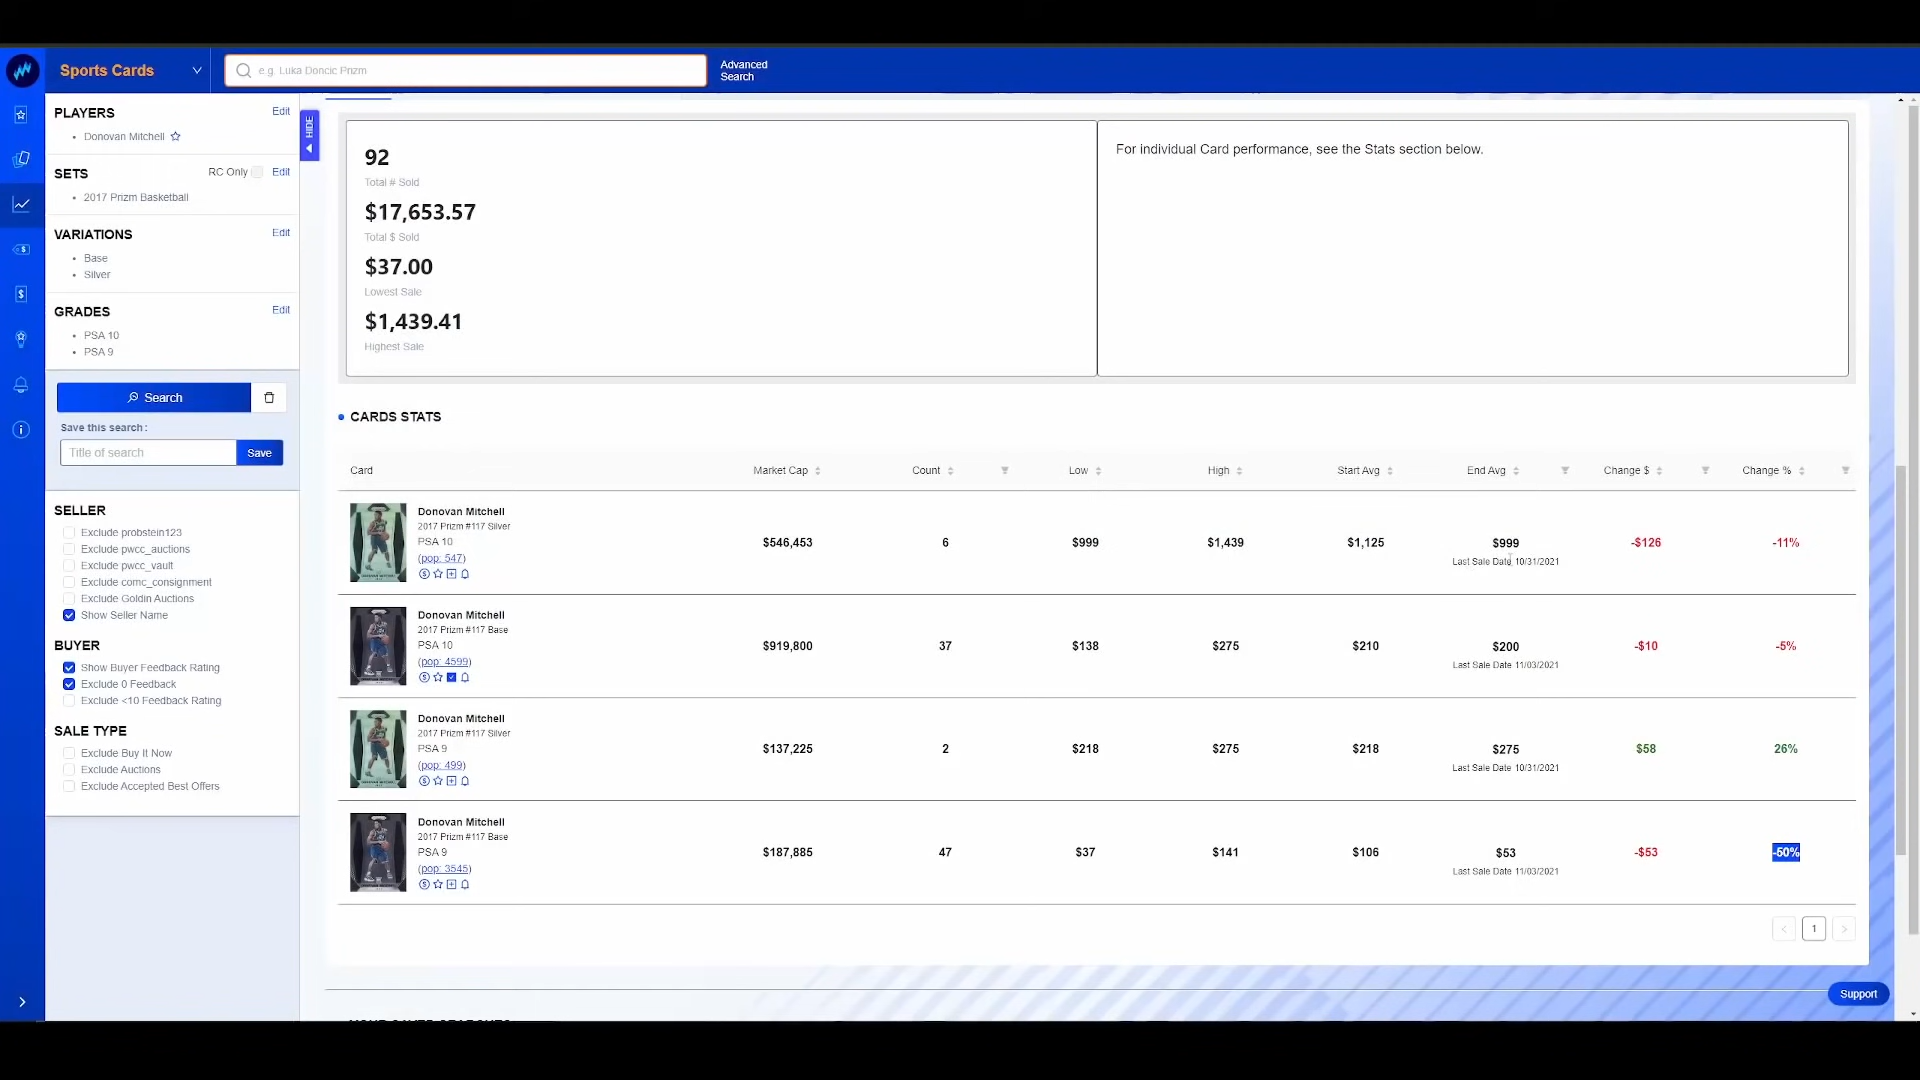 Sports Cards
e.g. Luka Doncic Prizm
Advanced
Search
PLAYERS
Edit
Donovan Mitchell
SETS
RC Only
Edit
2017 Prizm Basketball
VARIATIONS
Edit
Base
Silver
GRADES
Edit
PSA 10
PSA 9
Search
Save this search:
Title of search
Save
SELLER
Exclude probstein123
Exclude pwcc_auctions
Exclude pwcc_vault
Exclude comc_consignment
Exclude Goldin Auctions
Show Seller Name
BUYER
Show Buyer Feedback Rating
Exclude 0 Feedback
Exclude <10 Feedback Rating
SALE TYPE
Exclude Buy It Now
Exclude Auctions
Exclude Accepted Best Offers
HIDE
92
Total # Sold
$17,653.57
Total $ Sold
$37.00
Lowest Sale
$1,439.41
Highest Sale
For individual Card performance, see the Stats section below.
CARDS STATS
Card Market Cap Count Low High Start Avg End Avg Change $ Change %
Donovan Mitchell
2017 Prizm #117 Silver
PSA 10
(pop: 547)
$546,453 6 $999 $1,439 $1,125 $999 -$126 -11%
Last Sale Date 10/31/2021
Donovan Mitchell
2017 Prizm #117 Base
PSA 10
(pop: 4599)
$919,800 37 $138 $275 $210 $200 -$10 -5%
Last Sale Date 11/03/2021
Donovan Mitchell
2017 Prizm #117 Silver
PSA 9
(pop: 499)
$137,225 2 $218 $275 $218 $275 $58 26%
Last Sale Date 10/31/2021
Donovan Mitchell
2017 Prizm #117 Base
PSA 9
(pop: 3545)
$187,885 47 $37 $141 $106 $53 -$53 -50%
Last Sale Date 11/03/2021
1
Support